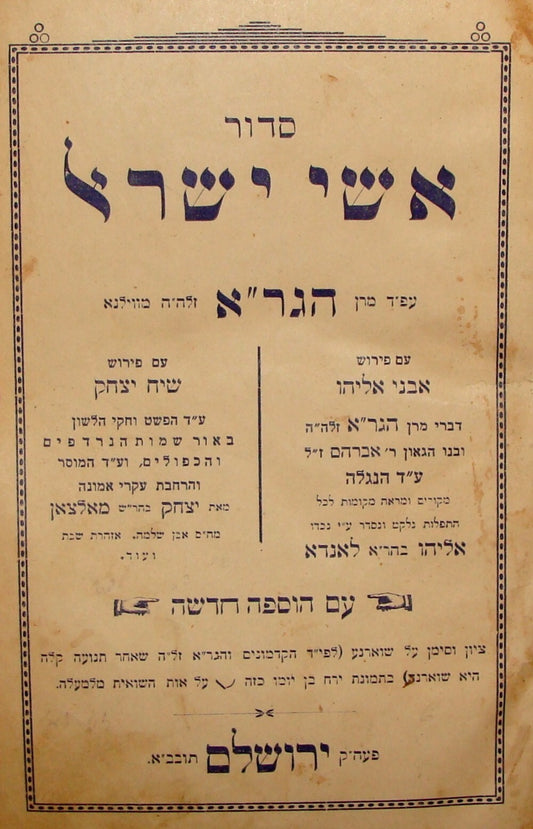 סדור
אשי ישראל
עפ״ד מרן הגר״א זלה״ה מווילנא
עם פירוש
אבני אליהו
דברי מרן הגר״א זלה״ה
ובנו הגאון ר׳ אברהם ז״ל
ע״ד הנגלה
מקורים ומראה מקומות לכל
התפלות נלקט ונסדר ע״י נכדו
אליהו בהר״א לאנדא
עם פירוש
שיח יצחק
ע״ד הפשט וחקי הלשון
באור שמות הנרדפים
והכפולים, וע״ד המוסר
והרחבת עקרי אמונה
מאת יצחק בהר״ש מאלצאן
מח״ס אבן שלמה, אזהרת שבת
ועוד.
עם הוספה חדשה
ציון וסימן על שוארנע (לפי״ד הקדמונים והגר״א זל״ה שאחר תנועה קלה
היא שוארנע) בתמונת ירח בן יומו כזה על אות השואית מלמעלה.
פעה״ק ירושלם תובב״א.